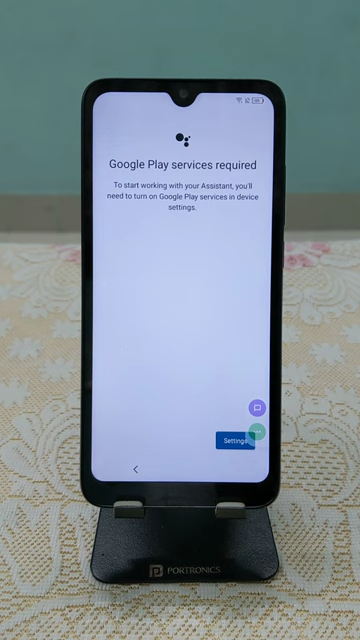 Google Play services required
To start working with your Assistant, you'll
need to turn on Google Play services in device
settings.
Settings
PORTRONICS